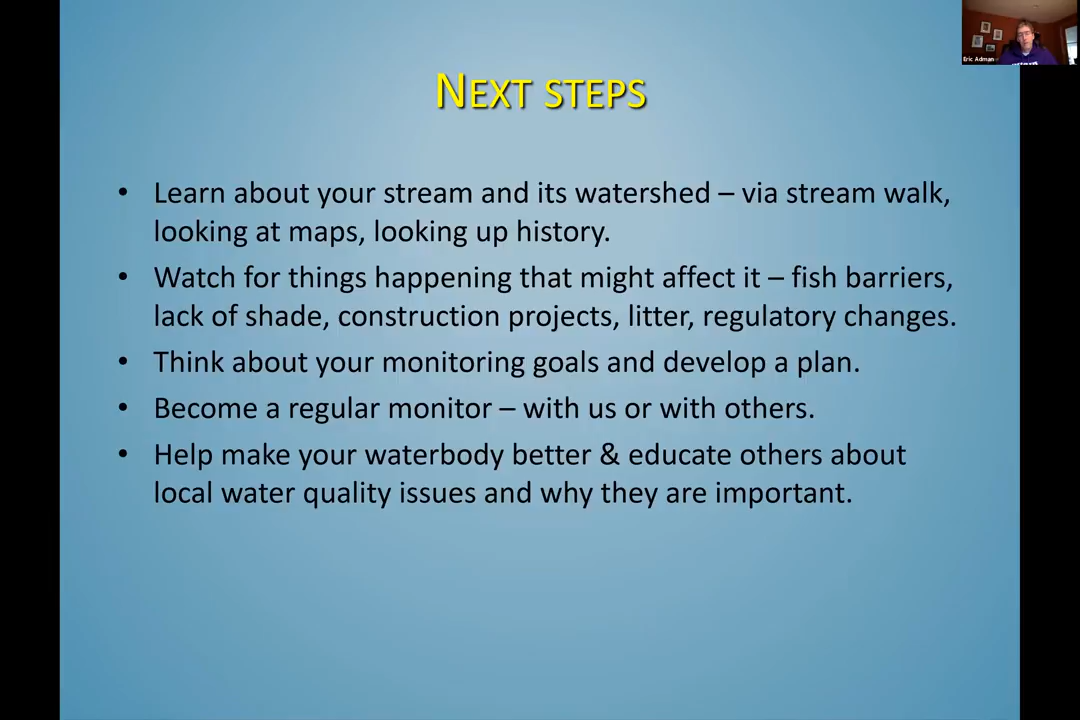 Eric Adman
NEXT STEPS
• Learn about your stream and its watershed – via stream walk,
looking at maps, looking up history.
• Watch for things happening that might affect it – fish barriers,
lack of shade, construction projects, litter, regulatory changes.
• Think about your monitoring goals and develop a plan.
• Become a regular monitor – with us or with others.
• Help make your waterbody better & educate others about
local water quality issues and why they are important.